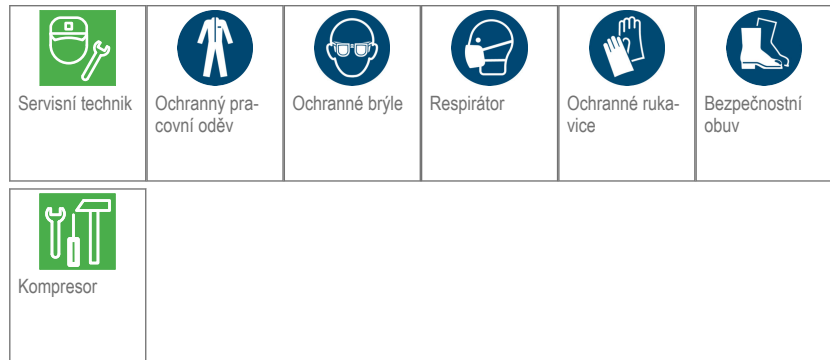 Servisní technik
Ochranný pra-
covní oděv
Ochranné brýle
Respirátor
Ochranné ruka-
vice
Bezpečnostní
obuv
Kompresor